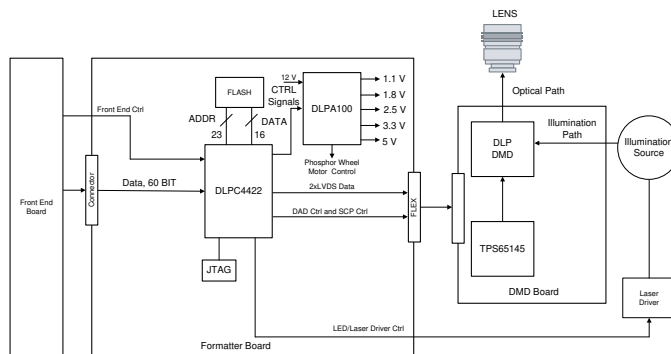 LENS
Optical Path
12 V
CTRL
Signals
DLPA100
1.1 V
1.8 V
2.5 V
3.3 V
5 V
FLASH
ADDR
23
DATA
16
Front End Ctrl
Phosphor Wheel
Motor Control
Illumination
Path
Illumination
Source
DLP
DMD
Front End
Board
Connector
Data, 60 BIT
DLPC4422
2xLVDS Data
DAD Ctrl and SCP Ctrl
FLEX
TPS65145
JTAG
DMD Board
Laser
Driver
LED/Laser Driver Ctrl
Formatter Board